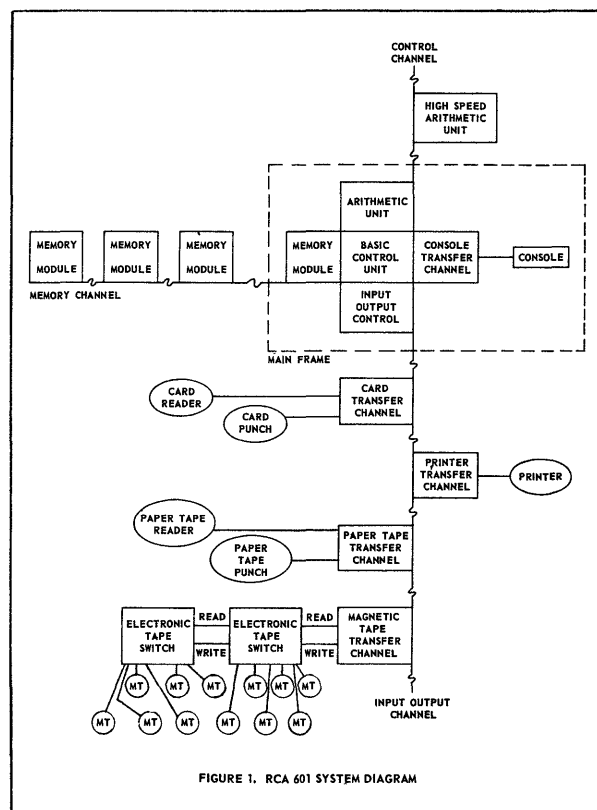 CONTROL
CHANNEL
HIGH SPEED
ARITHMETIC
UNIT
ARITHMETIC
UNIT
MEMORY
MODULE
MEMORY
MODULE
MEMORY
MODULE
MEMORY
MODULE
BASIC
CONTROL
UNIT
CONSOLE
TRANSFER
CHANNEL
CONSOLE
MEMORY CHANNEL
INPUT
OUTPUT
CONTROL
MAIN FRAME
CARD
READER
CARD
PUNCH
CARD
TRANSFER
CHANNEL
PRINTER
TRANSFER
CHANNEL
PRINTER
PAPER TAPE
READER
PAPER
TAPE
PUNCH
PAPER TAPE
TRANSFER
CHANNEL
ELECTRONIC
TAPE
SWITCH
READ
WRITE
ELECTRONIC
TAPE
SWITCH
READ
WRITE
MAGNETIC
TAPE
TRANSFER
CHANNEL
MT MT MT MT MT MT
MT MT MT MT MT MT
INPUT OUTPUT
CHANNEL
FIGURE 1. RCA 601 SYSTEM DIAGRAM